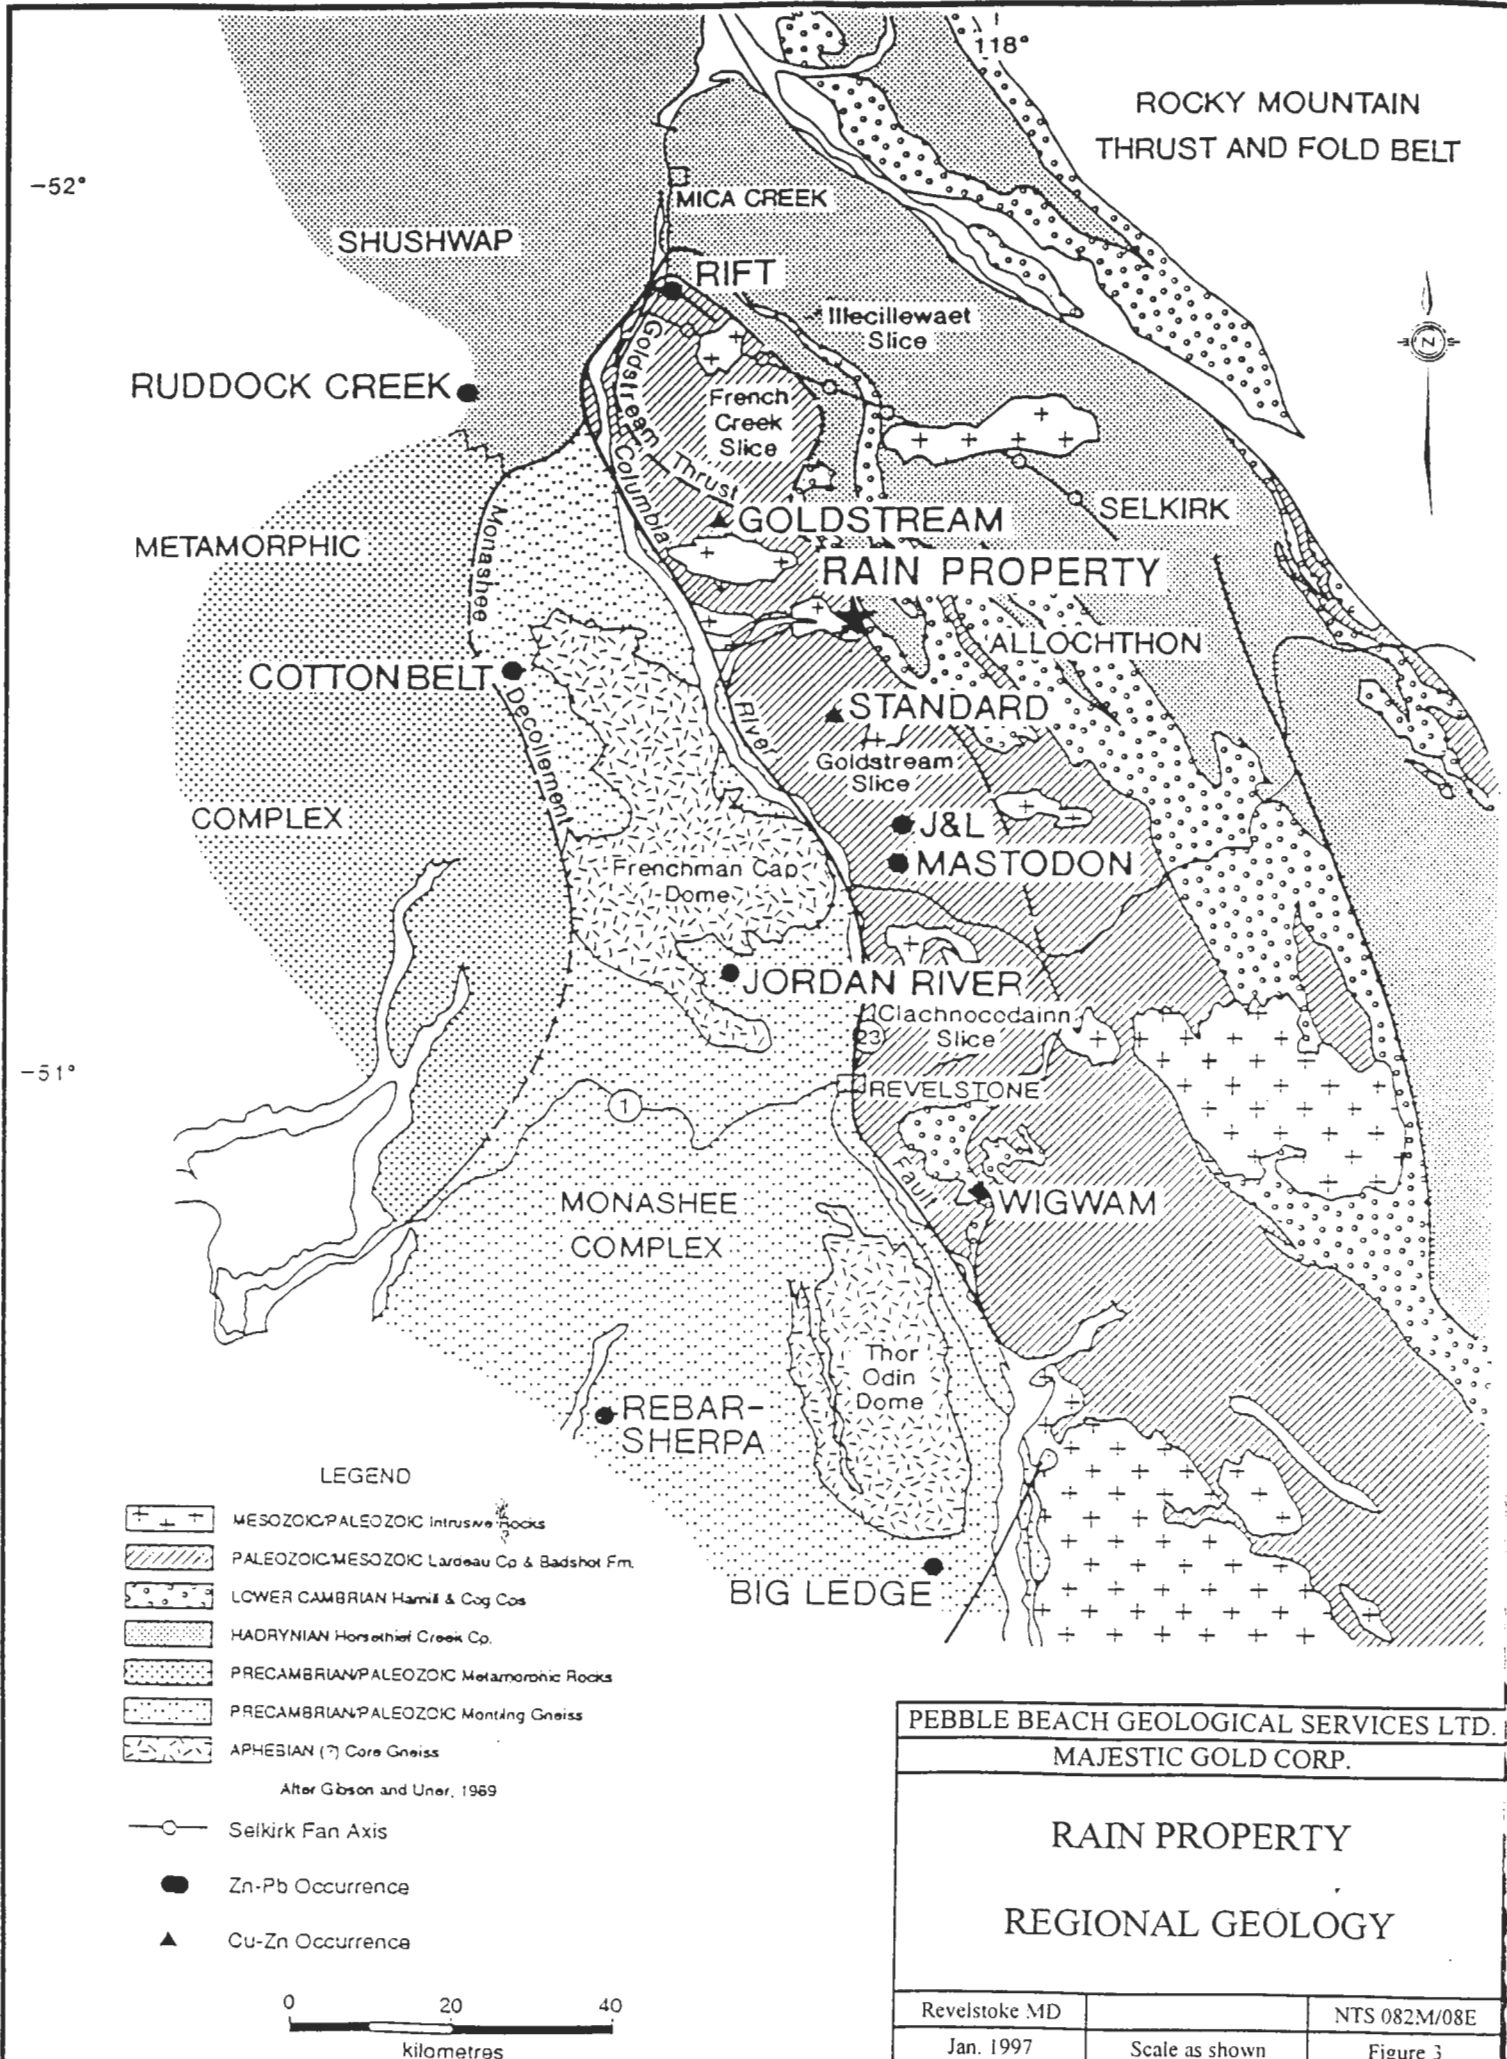 118°
ROCKY MOUNTAIN
THRUST AND FOLD BELT
-52°
MICA CREEK
SHUSHWAP
RIFT
Illecillewaet
Slice
RUDDOCK CREEK
Goldstream
Thrust
French
Creek
Slice
Columbia
SELKIRK
GOLDSTREAM
Monashee
METAMORPHIC
RAIN PROPERTY
ALLOCHTHON
COTTON BELT
Decollement
STANDARD
River
Goldstream
Slice
COMPLEX
J&L
MASTODON
Frenchman Cap
Dome
JORDAN RIVER
Clachnocodainn
Slice
23
-51°
REVELSTONE
1
Fault
WIGWAM
MONASHEE
COMPLEX
Thor
Odin
Dome
REBAR-
SHERPA
BIG LEDGE
LEGEND
MESOZOIC/PALEOZOIC Intrusive Rocks
PALEOZOIC/MESOZOIC Lardeau Cp & Badshot Fm.
LOWER CAMBRIAN Hamill & Cog Cos
HADRYNIAN Horsethief Creek Cp.
PRECAMBRIAN/PALEOZOIC Metamorphic Rocks
PRECAMBRIAN/PALEOZOIC Montling Gneiss
APHEBIAN (?) Core Gneiss
After Gibson and Uner, 1989
Selkirk Fan Axis
Zn-Pb Occurrence
Cu-Zn Occurrence
0 20 40
kilometres
PEBBLE BEACH GEOLOGICAL SERVICES LTD.
MAJESTIC GOLD CORP.
RAIN PROPERTY
REGIONAL GEOLOGY
Revelstoke MD
NTS 082M/08E
Jan. 1997
Scale as shown
Figure 3
N